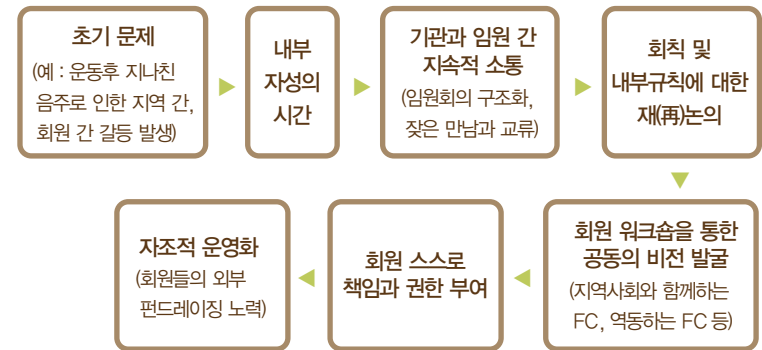 초기 문제
(예 : 운동후 지나친
음주로 인한 지역 간,
회원 간 갈등 발생)
내부
자성의
시간
기관과 임원 간
지속적 소통
(임원회의 구조화,
잦은 만남과 교류)
회칙 및
내부규칙에 대한
재(再)논의
회원 워크숍을 통한
공동의 비전 발굴
(지역사회와 함께하는
FC, 역동하는 FC 등)
회원 스스로
책임과 권한 부여
자조적 운영화
(회원들의 외부
펀드레이징 노력)